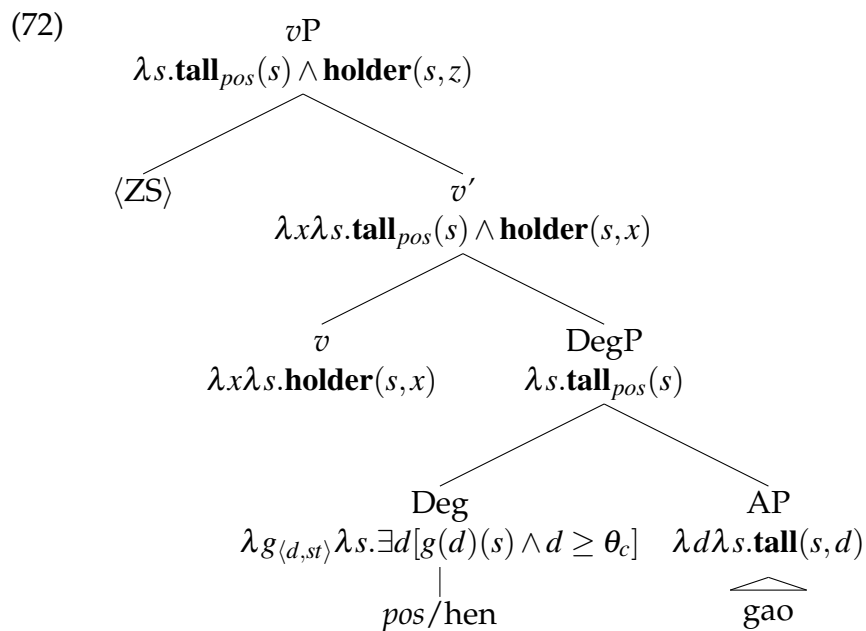 (72)
vP
λs.tall_pos(s) ∧ holder(s, z)
⟨ZS⟩ v′
λxλs.tall_pos(s) ∧ holder(s, x)
v DegP
λxλs.holder(s, x) λs.tall_pos(s)
Deg AP
λg_⟨d,st⟩λs.∃d[g(d)(s) ∧ d ≥ θ_c] λdλs.tall(s, d)
pos/hen gao